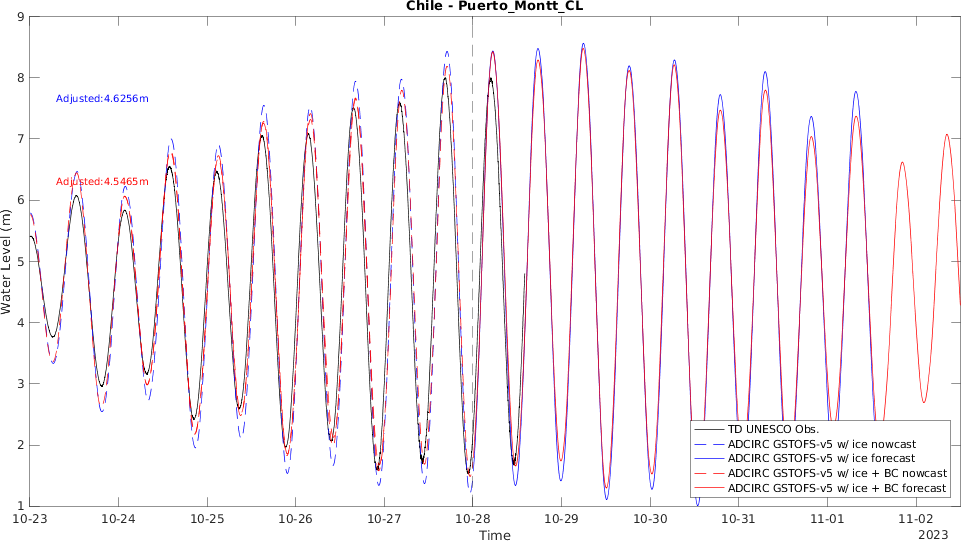 Chile - Puerto_Montt_CL
9
8
7
6
5
4
3
2
1
Water Level (m)
Adjusted:4.6256m
Adjusted:4.5465m
TD UNESCO Obs.
ADCIRC GSTOFS-v5 w/ ice nowcast
ADCIRC GSTOFS-v5 w/ ice forecast
ADCIRC GSTOFS-v5 w/ ice + BC nowcast
ADCIRC GSTOFS-v5 w/ ice + BC forecast
10-23 10-24 10-25 10-26 10-27 10-28 10-29 10-30 10-31 11-01 11-02
Time
2023